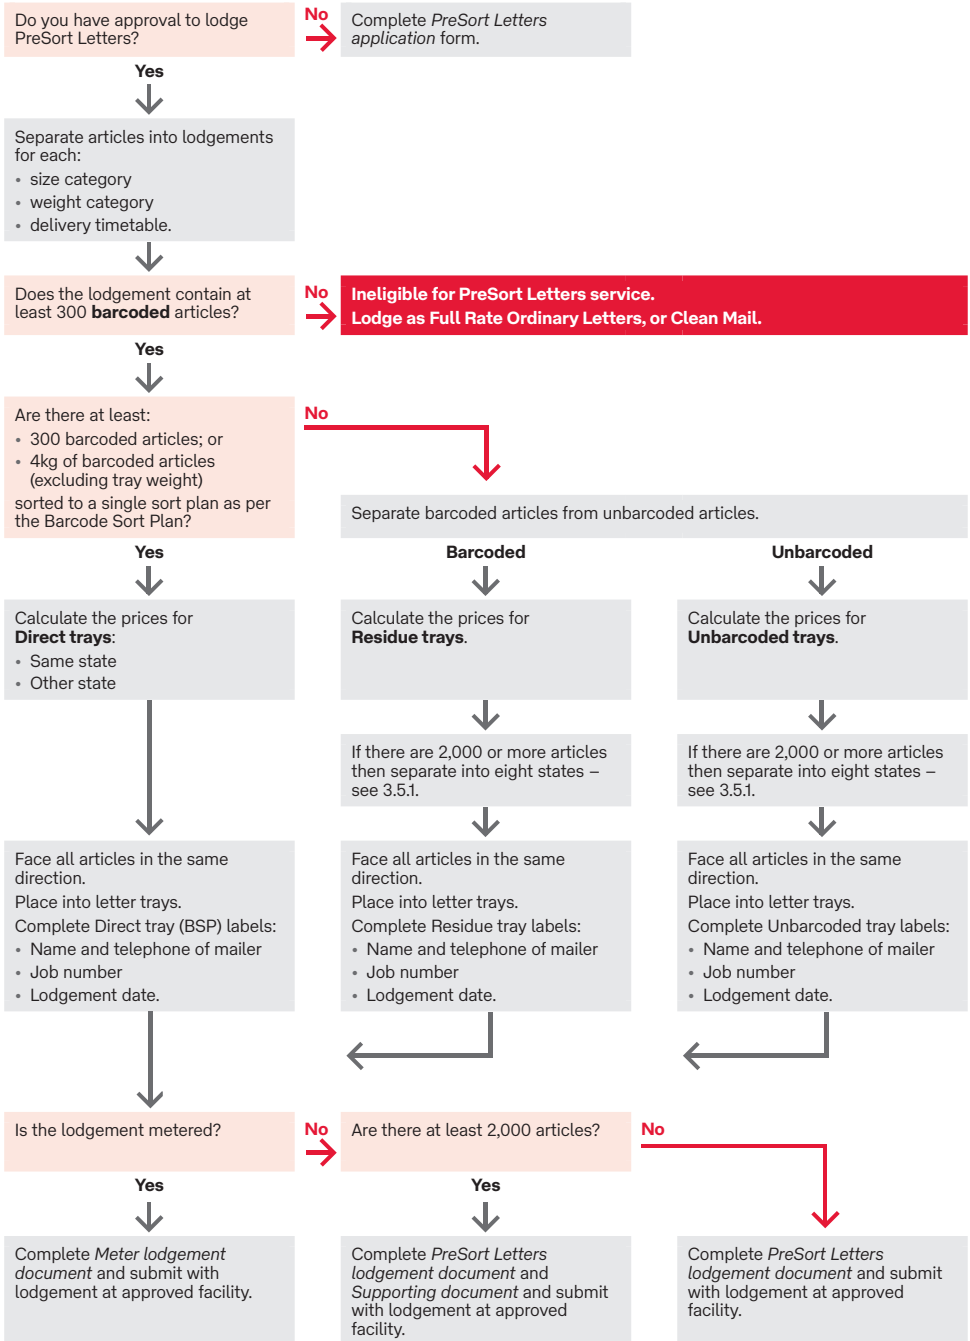 Do you have approval to lodge
PreSort Letters?
No
Complete PreSort Letters
application form.
Yes
Separate articles into lodgements
for each:
• size category
• weight category
• delivery timetable.
Does the lodgement contain at
least 300 barcoded articles?
No
Ineligible for PreSort Letters service.
Lodge as Full Rate Ordinary Letters, or Clean Mail.
Yes
Are there at least:
• 300 barcoded articles; or
• 4kg of barcoded articles
(excluding tray weight)
sorted to a single sort plan as per
the Barcode Sort Plan?
No
Separate barcoded articles from unbarcoded articles.
Yes
Barcoded
Unbarcoded
Calculate the prices for
Direct trays:
• Same state
• Other state
Calculate the prices for
Residue trays.
Calculate the prices for
Unbarcoded trays.
If there are 2,000 or more articles
then separate into eight states –
see 3.5.1.
If there are 2,000 or more articles
then separate into eight states –
see 3.5.1.
Face all articles in the same
direction.
Place into letter trays.
Complete Direct tray (BSP) labels:
• Name and telephone of mailer
• Job number
• Lodgement date.
Face all articles in the same
direction.
Place into letter trays.
Complete Residue tray labels:
• Name and telephone of mailer
• Job number
• Lodgement date.
Face all articles in the same
direction.
Place into letter trays.
Complete Unbarcoded tray labels:
• Name and telephone of mailer
• Job number
• Lodgement date.
Is the lodgement metered?
No
Are there at least 2,000 articles?
No
Yes
Yes
Complete Meter lodgement
document and submit with
lodgement at approved facility.
Complete PreSort Letters
lodgement document and
Supporting document and submit
with lodgement at approved
facility.
Complete PreSort Letters
lodgement document and submit
with lodgement at approved
facility.